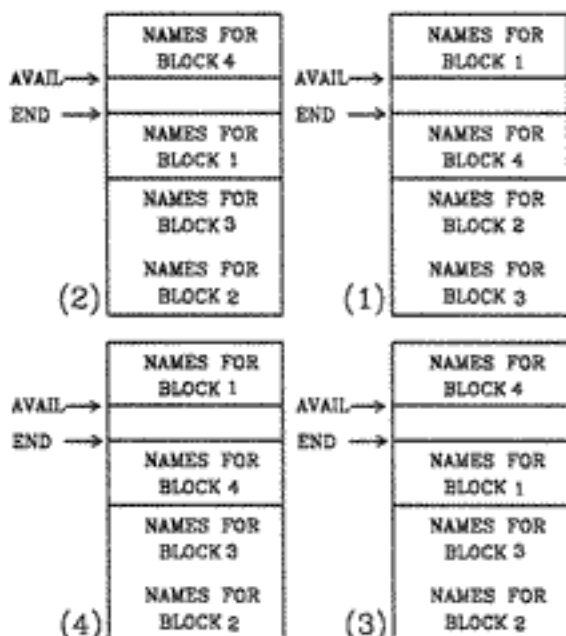 NAMES FOR
BLOCK 4
AVAIL
END
NAMES FOR
BLOCK 1
NAMES FOR
BLOCK 3
NAMES FOR
BLOCK 2
(2)
NAMES FOR
BLOCK 1
AVAIL
END
NAMES FOR
BLOCK 4
NAMES FOR
BLOCK 2
NAMES FOR
BLOCK 3
(1)
NAMES FOR
BLOCK 1
AVAIL
END
NAMES FOR
BLOCK 4
NAMES FOR
BLOCK 3
NAMES FOR
BLOCK 2
(4)
NAMES FOR
BLOCK 4
AVAIL
END
NAMES FOR
BLOCK 1
NAMES FOR
BLOCK 3
NAMES FOR
BLOCK 2
(3)